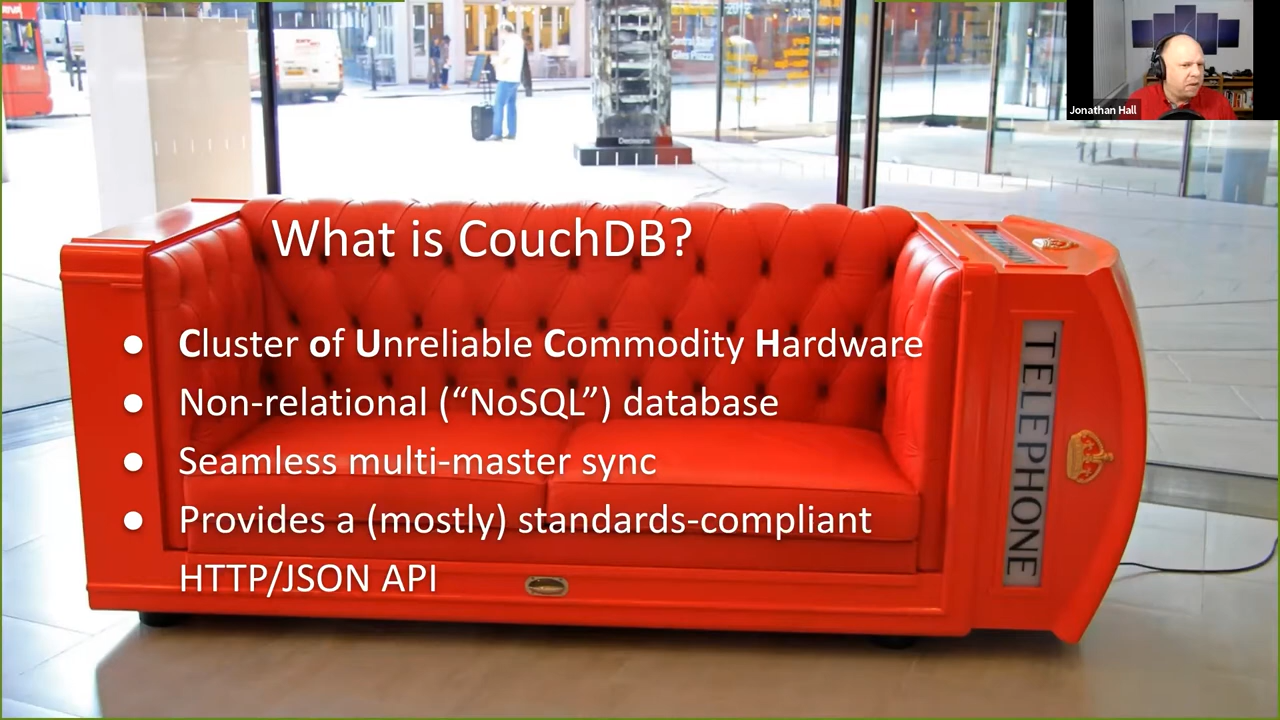 Jonathan Hall
What is CouchDB?
● Cluster of Unreliable Commodity Hardware
● Non-relational (“NoSQL”) database
● Seamless multi-master sync
● Provides a (mostly) standards-compliant
HTTP/JSON API
TELEPHONE